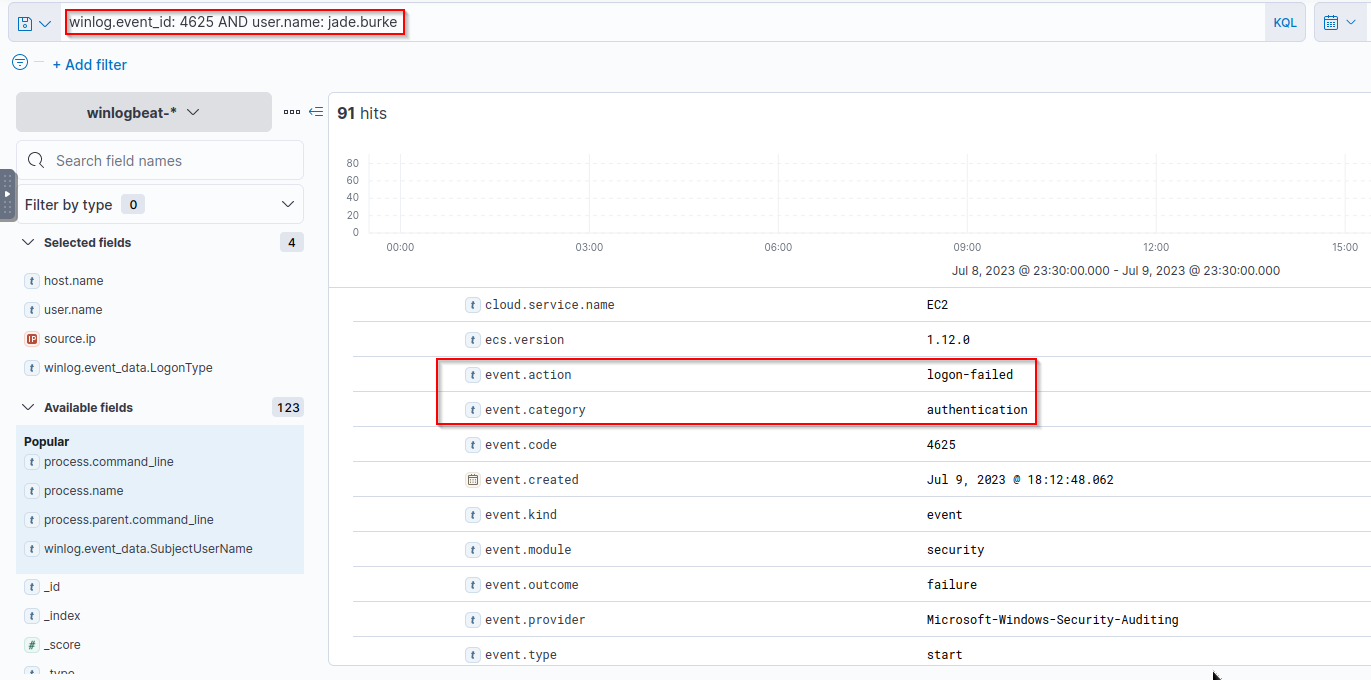 winlog.event_id: 4625 AND user.name: jade.burke
KQL
+ Add filter
winlogbeat-*
Search field names
Filter by type 0
Selected fields 4
t host.name
t user.name
IP source.ip
t winlog.event_data.LogonType
Available fields 123
Popular
t process.command_line
t process.name
t process.parent.command_line
t winlog.event_data.SubjectUserName
t _id
t _index
# _score
t _type
91 hits
80
60
40
20
0
00:00 03:00 06:00 09:00 12:00 15:00
Jul 8, 2023 @ 23:30:00.000 - Jul 9, 2023 @ 23:30:00.000
t cloud.service.name EC2
t ecs.version 1.12.0
t event.action logon-failed
t event.category authentication
t event.code 4625
event.created Jul 9, 2023 @ 18:12:48.062
t event.kind event
t event.module security
t event.outcome failure
t event.provider Microsoft-Windows-Security-Auditing
t event.type start